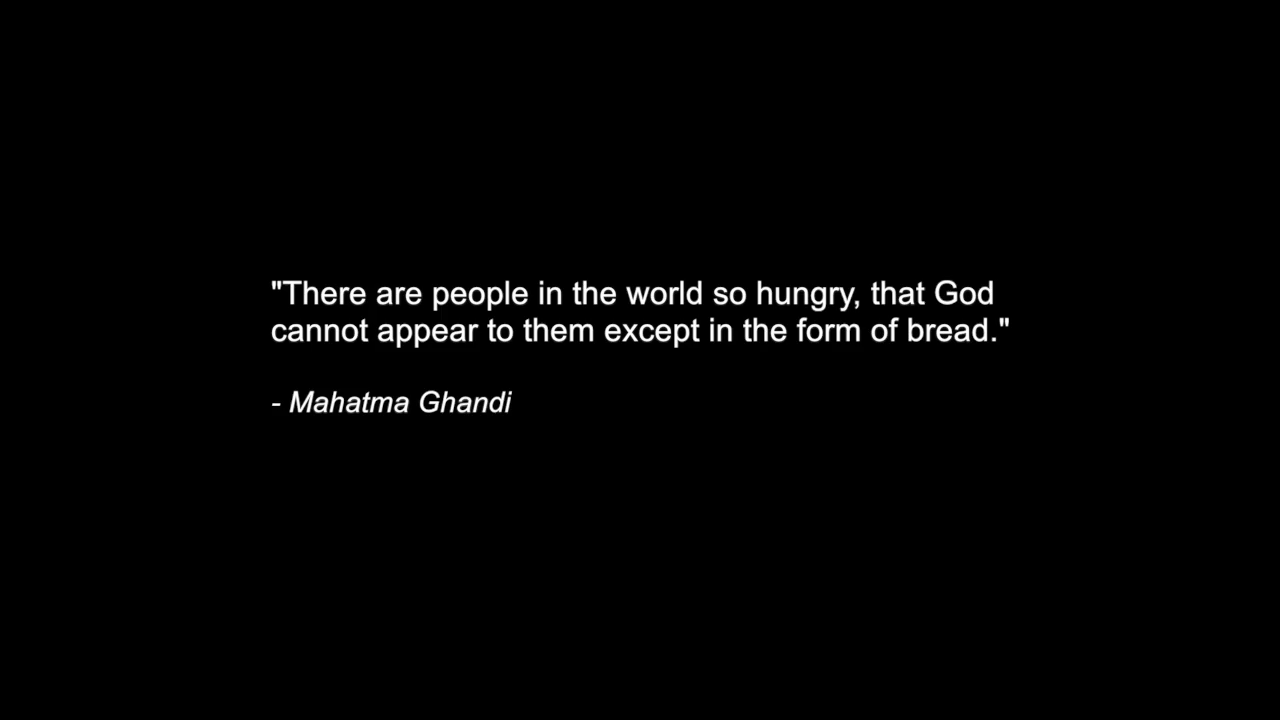 "There are people in the world so hungry, that God
cannot appear to them except in the form of bread."
- Mahatma Ghandi